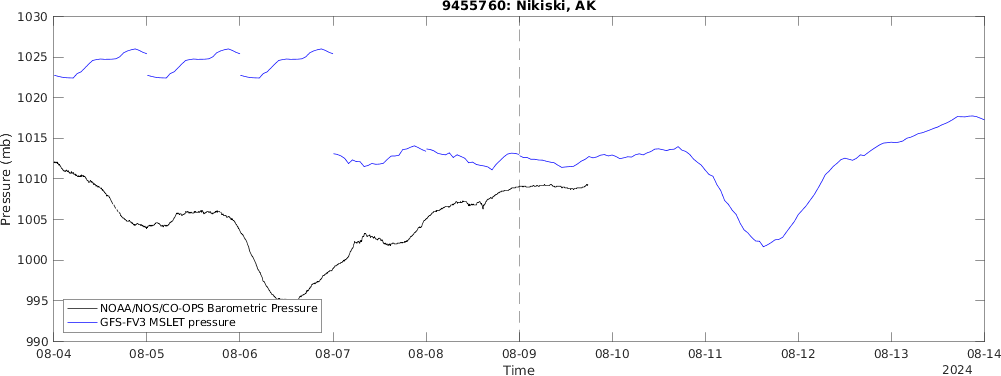 9455760: Nikiski, AK
1030
1025
1020
1015
1010
1005
1000
995
990
Pressure (mb)
NOAA/NOS/CO-OPS Barometric Pressure
GFS-FV3 MSLET pressure
08-04 08-05 08-06 08-07 08-08 08-09 08-10 08-11 08-12 08-13 08-14
Time
2024